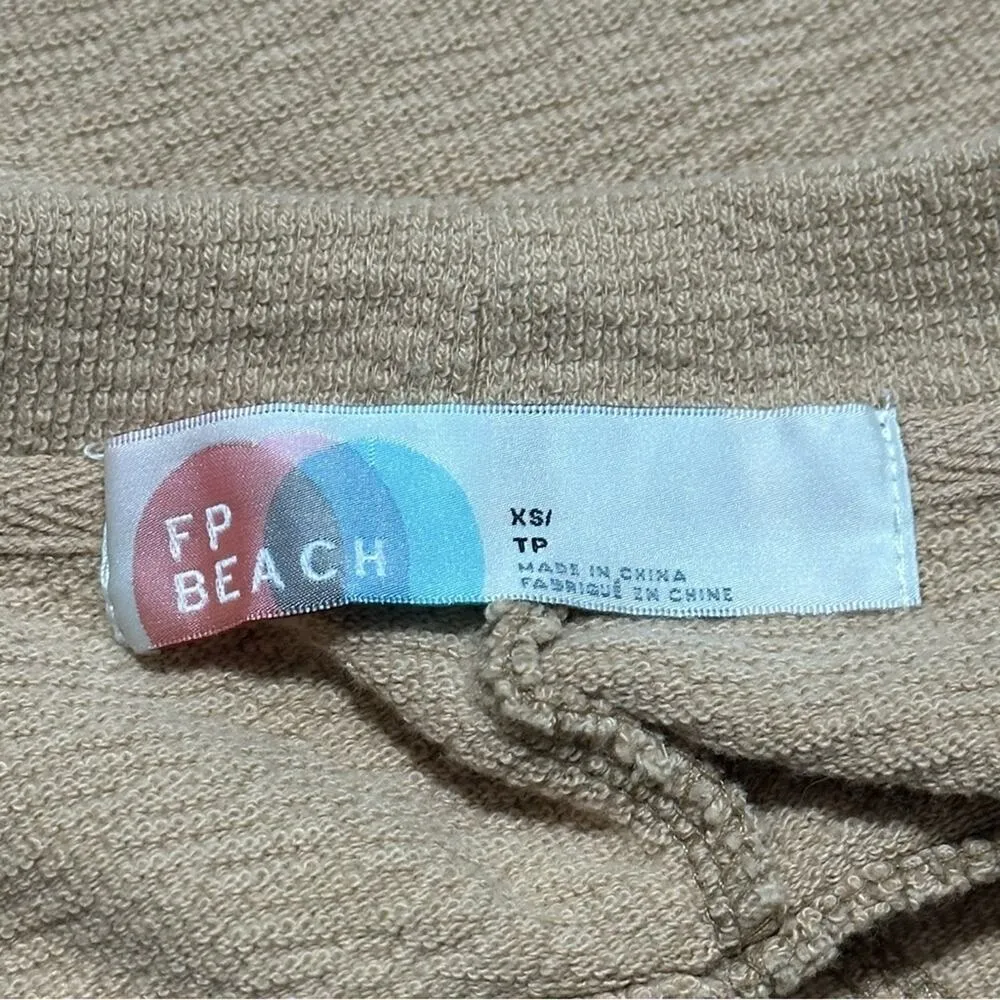 FP
BEACH
XS/
TP
MADE IN CHINA
FABRIQUÉ EN CHINE